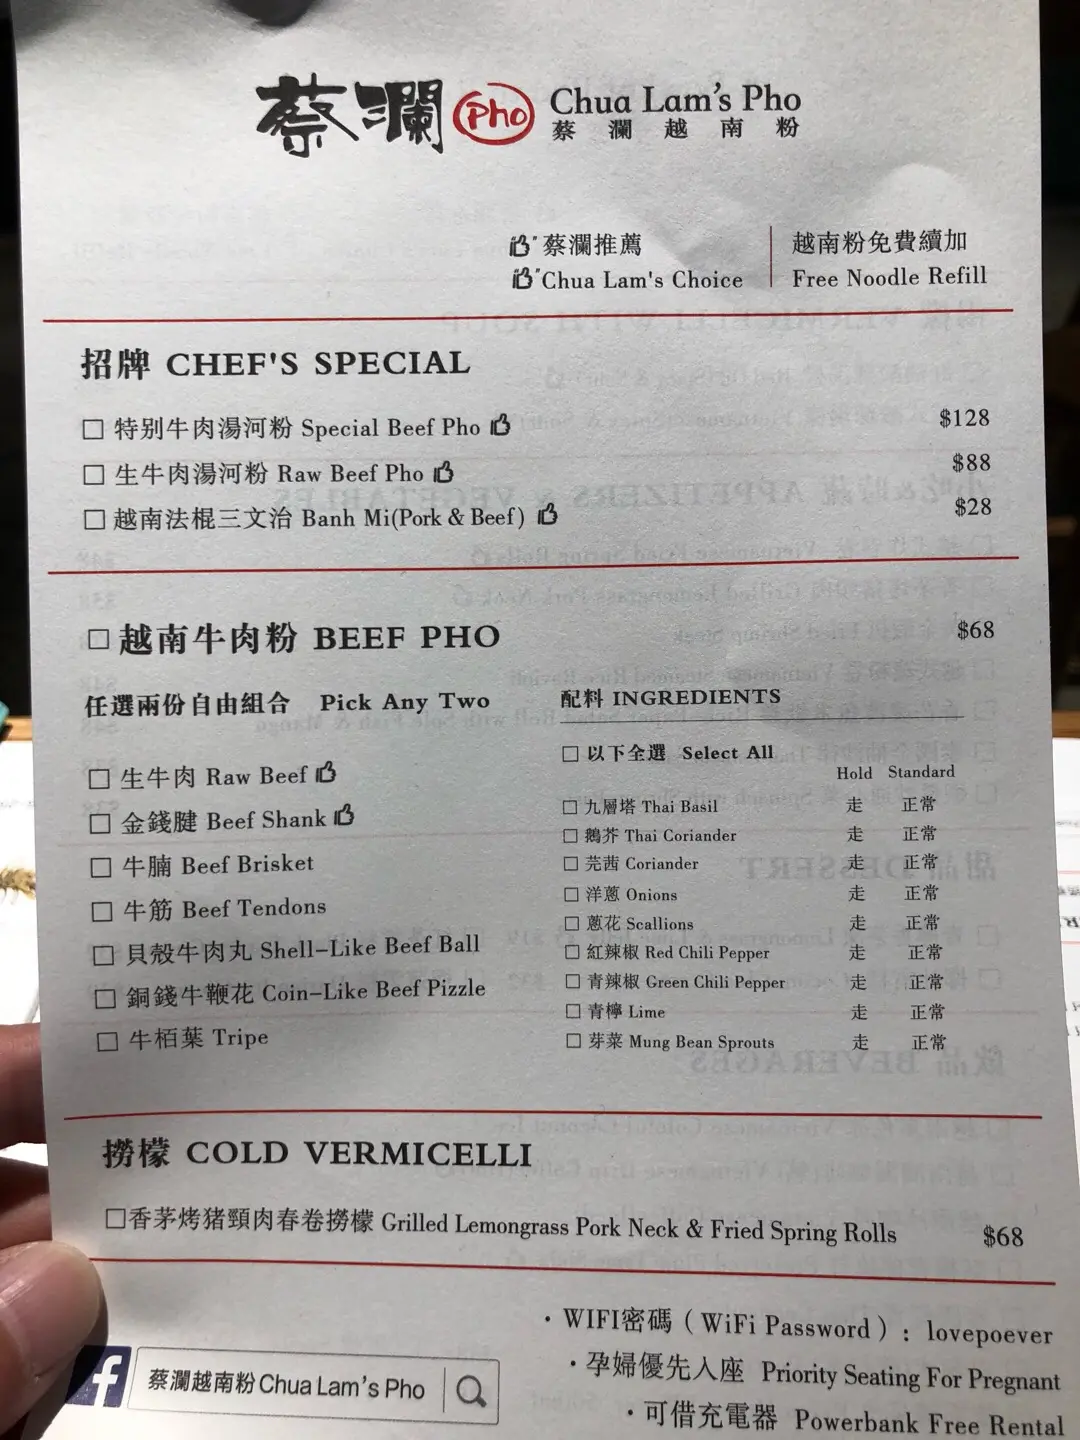 蔡瀾 Pho Chua Lam's Pho
蔡瀾越南粉
蔡瀾推薦
越南粉免費續加
Chua Lam's Choice
Free Noodle Refill
招牌 CHEF'S SPECIAL
特別牛肉湯河粉 Special Beef Pho $128
生牛肉湯河粉 Raw Beef Pho $88
越南法棍三文治 Banh Mi(Pork & Beef) $28
越南牛肉粉 BEEF PHO $68
任選兩份自由組合 Pick Any Two
生牛肉 Raw Beef
金錢腱 Beef Shank
牛腩 Beef Brisket
牛筋 Beef Tendons
貝殼牛肉丸 Shell-Like Beef Ball
銅錢牛鞭花 Coin-Like Beef Pizzle
牛栢葉 Tripe
配料 INGREDIENTS
以下全選 Select All
Hold Standard
九層塔 Thai Basil 走 正常
鵝芥 Thai Coriander 走 正常
芫茜 Coriander 走 正常
洋蔥 Onions 走 正常
蔥花 Scallions 走 正常
紅辣椒 Red Chili Pepper 走 正常
青辣椒 Green Chili Pepper 走 正常
青檸 Lime 走 正常
芽菜 Mung Bean Sprouts 走 正常
撈檬 COLD VERMICELLI
香茅烤猪頸肉春卷撈檬 Grilled Lemongrass Pork Neck & Fried Spring Rolls $68
· WIFI密碼 ( WiFi Password ) : lovepoever
· 孕婦優先入座 Priority Seating For Pregnant
· 可借充電器 Powerbank Free Rental
f 蔡瀾越南粉 Chua Lam's Pho